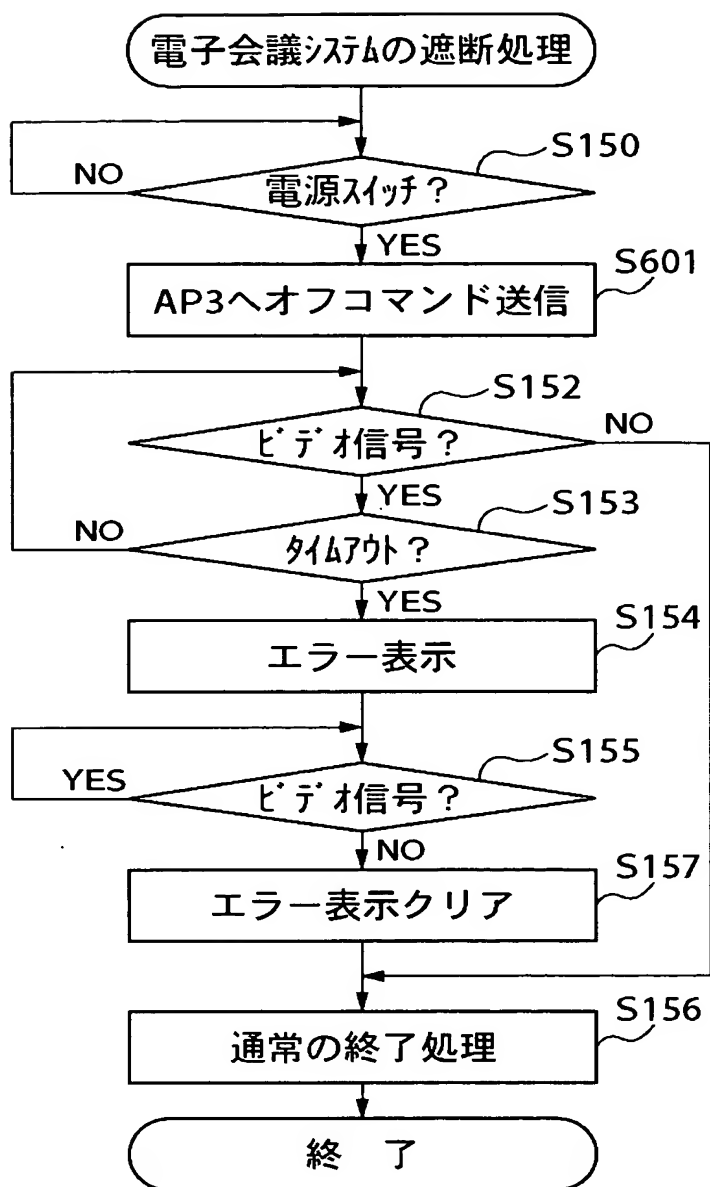 電子会議システムの遮断処理
S150
NO
電源スイッチ？
YES
S601
AP3へオフコマンド送信
S152
ビデオ信号？
NO
YES
S153
NO
タイムアウト？
YES
S154
エラー表示
S155
YES
ビデオ信号？
NO
S157
エラー表示クリア
S156
通常の終了処理
終 了